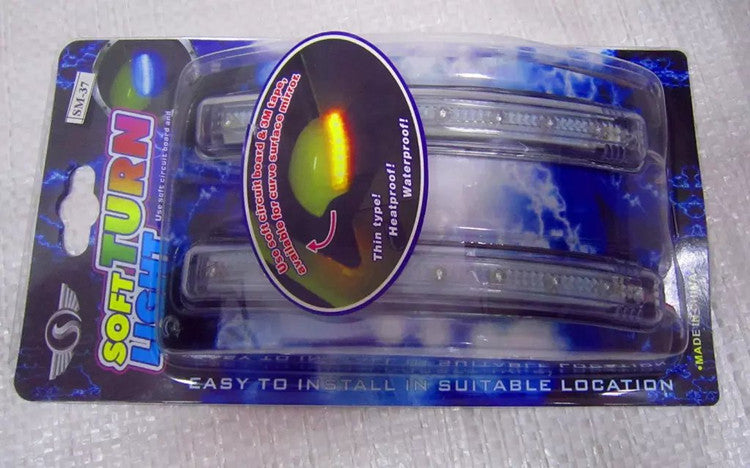 SM-37
SOFT TURN
LIGHT
Use soft circuit board and
Use soft circuit board & 3M tape,
available for curve surface mirror.
Thin type!
Heatproof!
Waterproof!
S
EASY TO INSTALL IN SUITABLE LOCATION
•MADE IN CHINA